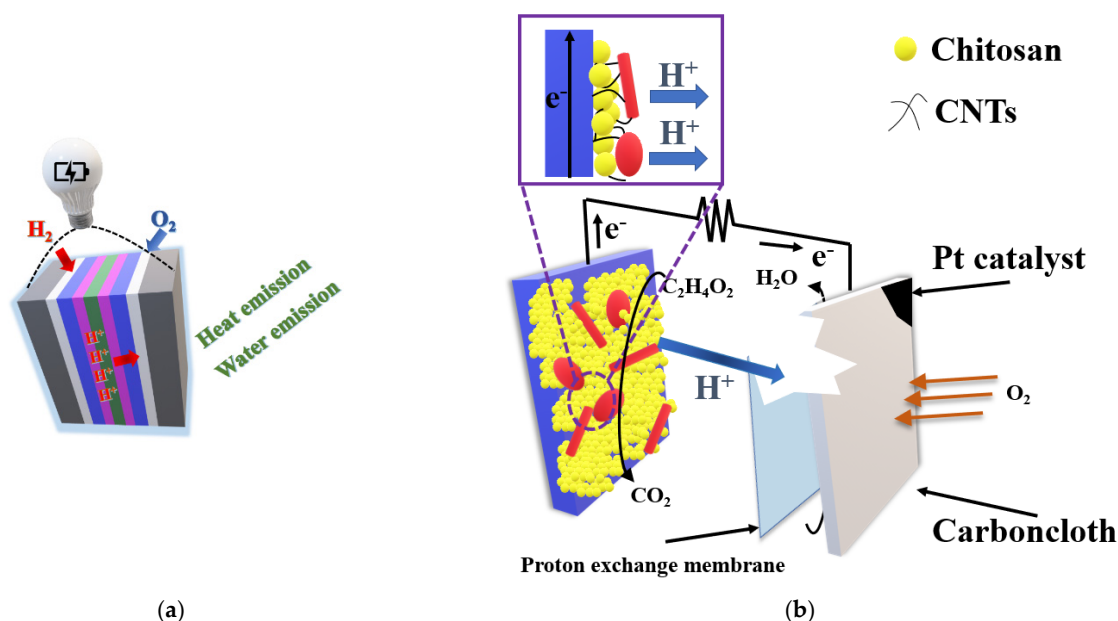 H₂
O₂
Heat emission
Water emission
H⁺
H⁺
H⁺
H⁺
(a)
e⁻
H⁺
H⁺
Chitosan
CNTs
e⁻
e⁻
C₂H₄O₂
H₂O
Pt catalyst
H⁺
O₂
CO₂
Carboncloth
Proton exchange membrane
(b)